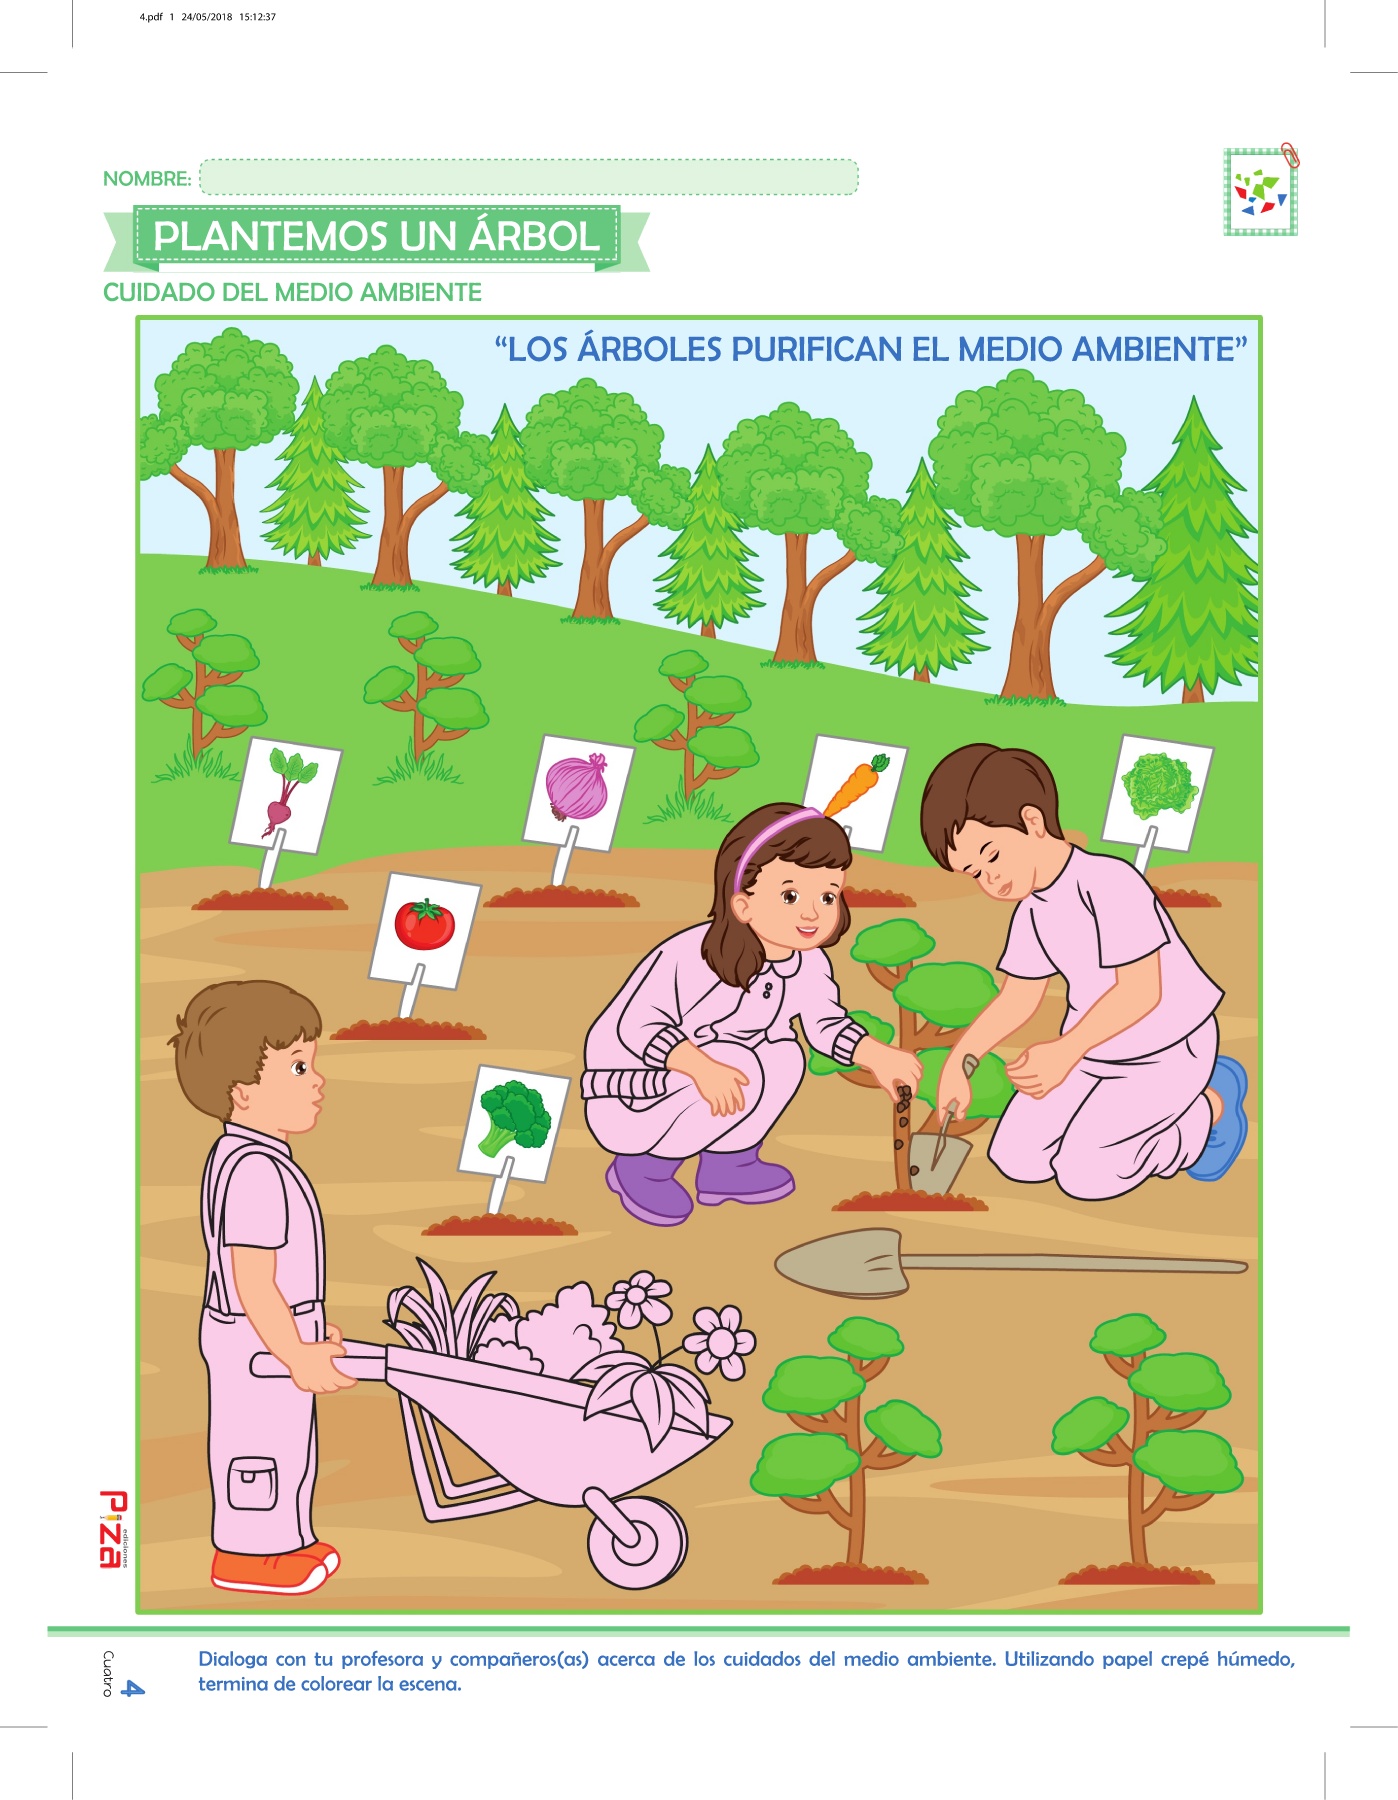 4.pdf 1 24/05/2018 15:12:37
NOMBRE:
PLANTEMOS UN ÁRBOL
CUIDADO DEL MEDIO AMBIENTE
“LOS ÁRBOLES PURIFICAN EL MEDIO AMBIENTE”
Piza
ediciones
Cuatro
4
Dialoga con tu profesora y compañeros(as) acerca de los cuidados del medio ambiente. Utilizando papel crepé húmedo,
termina de colorear la escena.